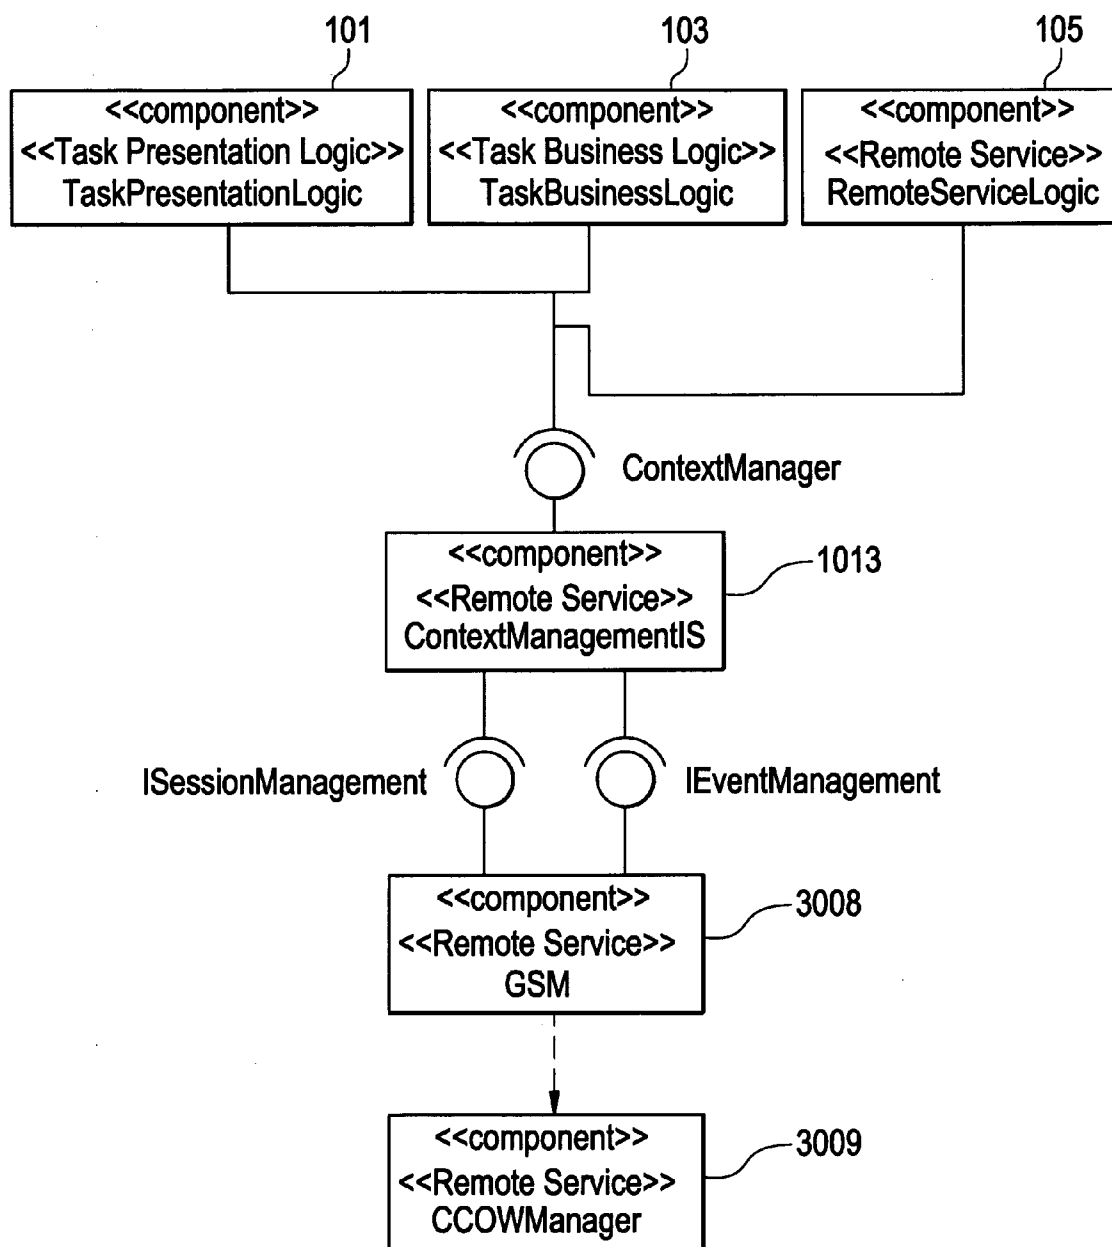 101
103
105
<<component>>
<<Task Presentation Logic>>
TaskPresentationLogic
<<component>>
<<Task Business Logic>>
TaskBusinessLogic
<<component>>
<<Remote Service>>
RemoteServiceLogic
ContextManager
<<component>>
<<Remote Service>>
ContextManagementIS
1013
ISessionManagement
IEventManagement
<<component>>
<<Remote Service>>
GSM
3008
<<component>>
<<Remote Service>>
CCOWManager
3009